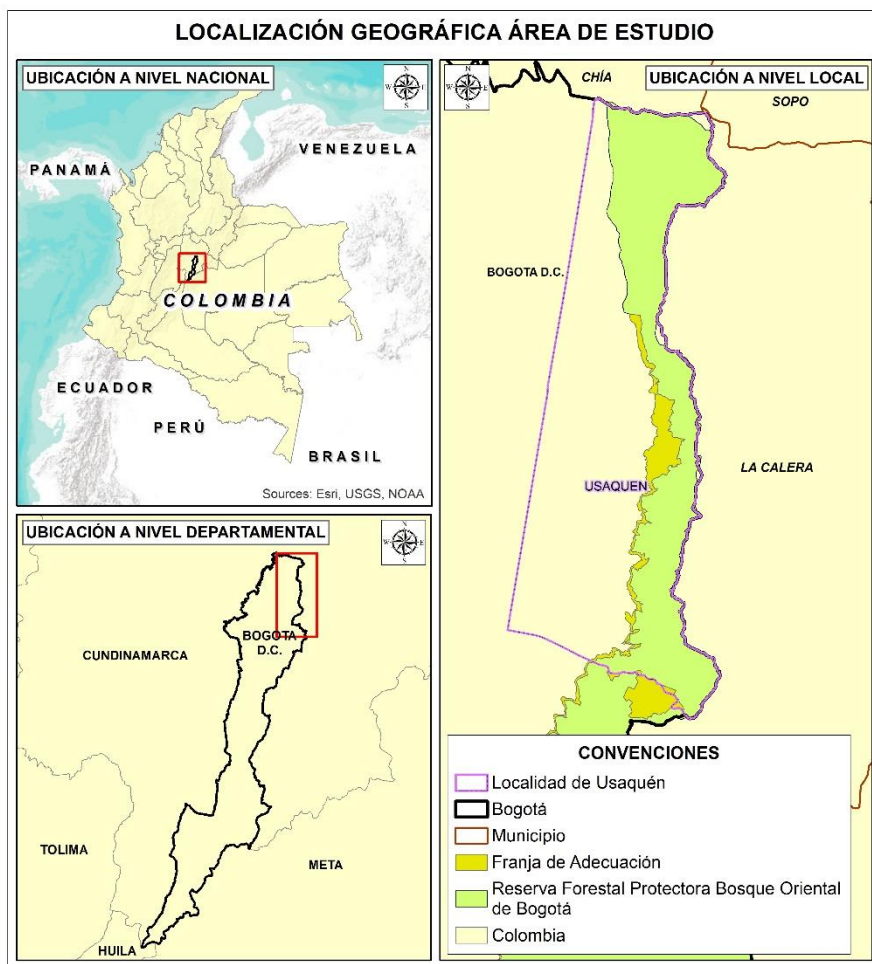 LOCALIZACIÓN GEOGRÁFICA ÁREA DE ESTUDIO
UBICACIÓN A NIVEL NACIONAL
N
W E
S
VENEZUELA
PANAMÁ
COLOMBIA
ECUADOR
PERÚ
BRASIL
Sources: Esri, USGS, NOAA
UBICACIÓN A NIVEL DEPARTAMENTAL
N
W E
S
BOGOTA
D.C.
CUNDINAMARCA
TOLIMA
META
HUILA
N
W E
S
CHÍA
UBICACIÓN A NIVEL LOCAL
SOPO
BOGOTA D.C.
LA CALERA
USAQUEN
CONVENCIONES
Localidad de Usaquén
Bogotá
Municipio
Franja de Adecuación
Reserva Forestal Protectora Bosque Oriental
de Bogotá
Colombia